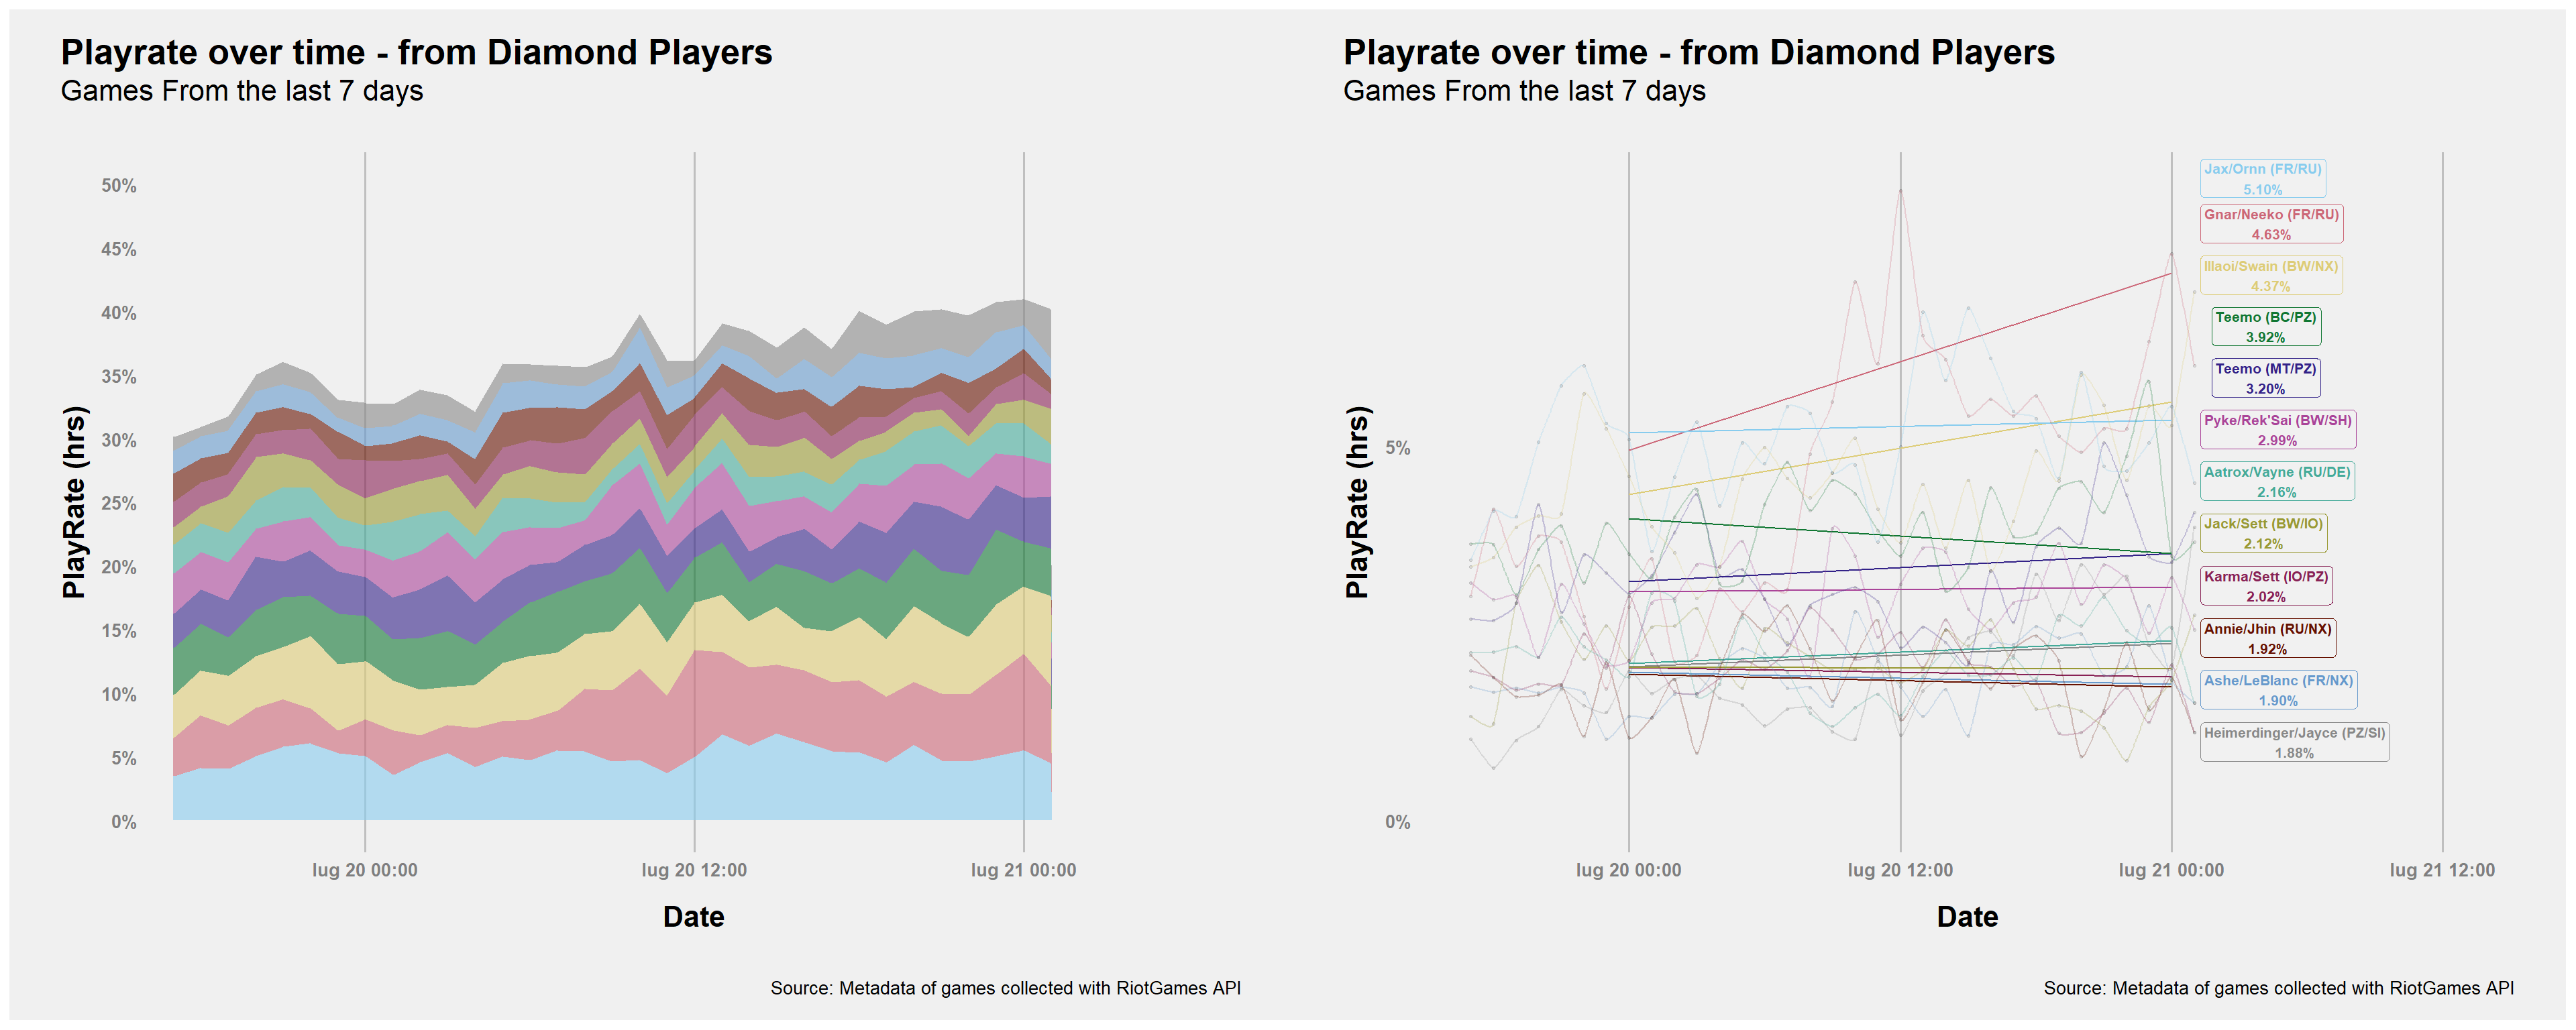 Playrate over time - from Diamond Players
Games From the last 7 days
PlayRate (hrs)
50%
45%
40%
35%
30%
25%
20%
15%
10%
5%
0%
lug 20 00:00
lug 20 12:00
lug 21 00:00
Date
Source: Metadata of games collected with RiotGames API
Playrate over time - from Diamond Players
Games From the last 7 days
PlayRate (hrs)
5%
0%
Jax/Ornn (FR/RU)
5.10%
Gnar/Neeko (FR/RU)
4.63%
Illaoi/Swain (BW/NX)
4.37%
Teemo (BC/PZ)
3.92%
Teemo (MT/PZ)
3.20%
Pyke/Rek'Sai (BW/SH)
2.99%
Aatrox/Vayne (RU/DE)
2.16%
Jack/Sett (BW/IO)
2.12%
Karma/Sett (IO/PZ)
2.02%
Annie/Jhin (RU/NX)
1.92%
Ashe/LeBlanc (FR/NX)
1.90%
Heimerdinger/Jayce (PZ/SI)
1.88%
lug 20 00:00
lug 20 12:00
lug 21 00:00
lug 21 12:00
Date
Source: Metadata of games collected with RiotGames API